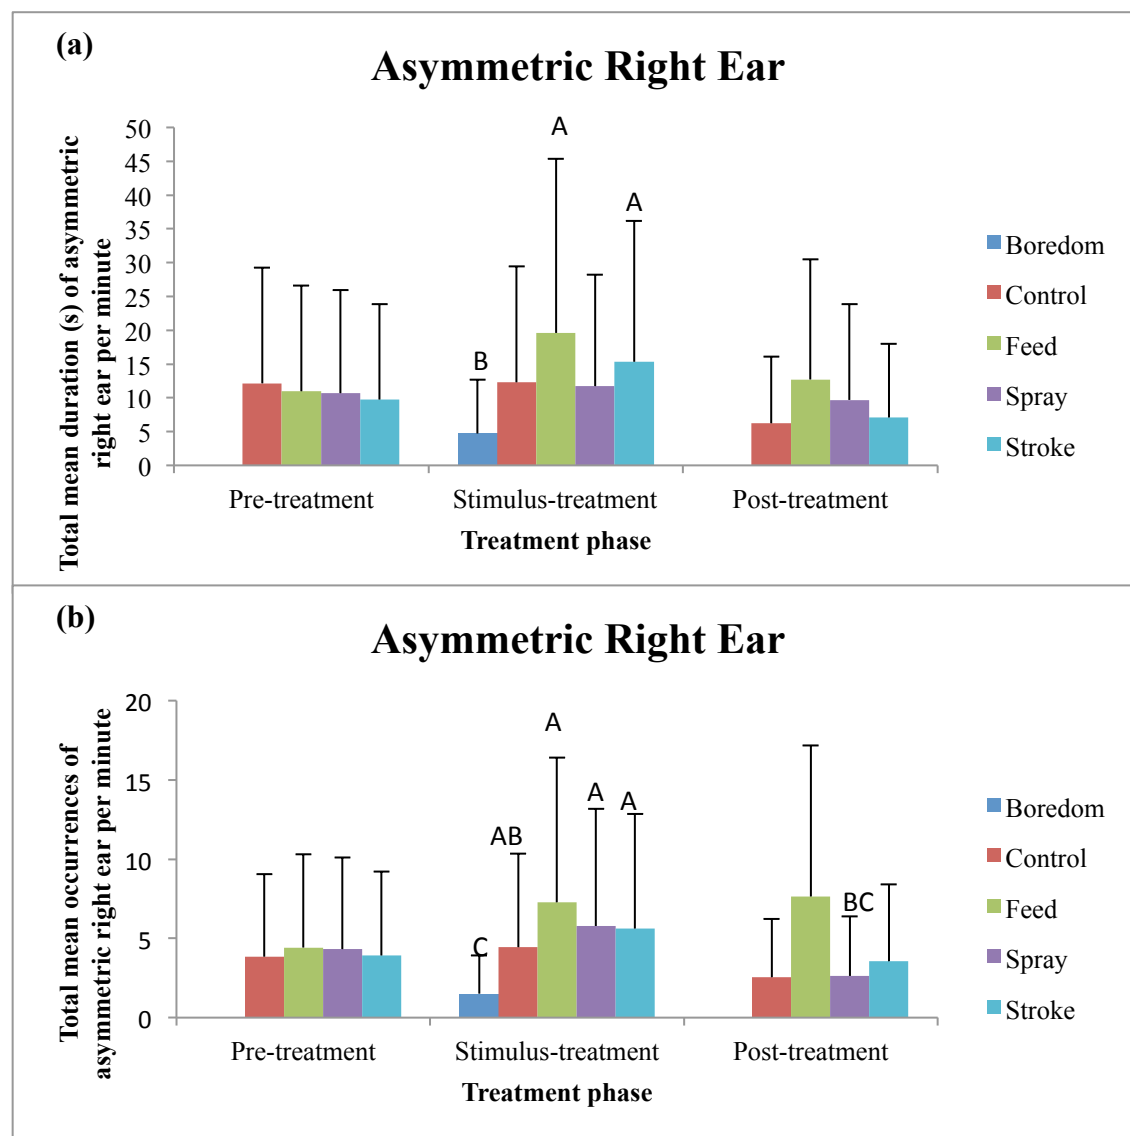 (a)
Asymmetric Right Ear
Total mean duration (s) of asymmetric
right ear per minute
50
45
40
35
30
25
20
15
10
5
0
B
A
A
Pre-treatment
Stimulus-treatment
Post-treatment
Treatment phase
Boredom
Control
Feed
Spray
Stroke
(b)
Asymmetric Right Ear
Total mean occurrences of
asymmetric right ear per minute
20
15
10
5
0
C
AB
A
A
A
BC
Pre-treatment
Stimulus-treatment
Post-treatment
Treatment phase
Boredom
Control
Feed
Spray
Stroke